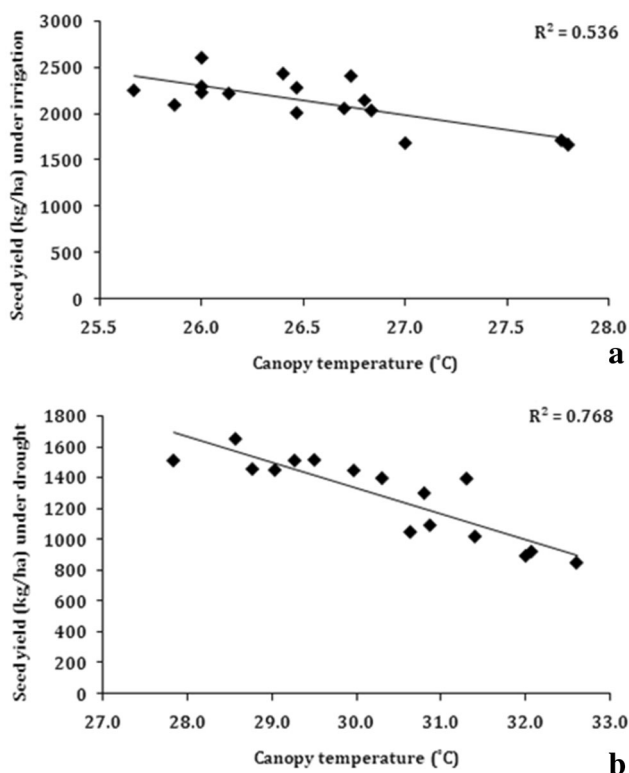 3000
R² = 0.536
2500
2000
1500
1000
500
0
Seed yield (kg/ha) under irrigation
25.5 26.0 26.5 27.0 27.5 28.0
Canopy temperature (˚C)
a
1800
R² = 0.768
1600
1400
1200
1000
800
600
400
200
0
Seed yield (kg/ha) under drought
27.0 28.0 29.0 30.0 31.0 32.0 33.0
Canopy temperature (˚C)
b